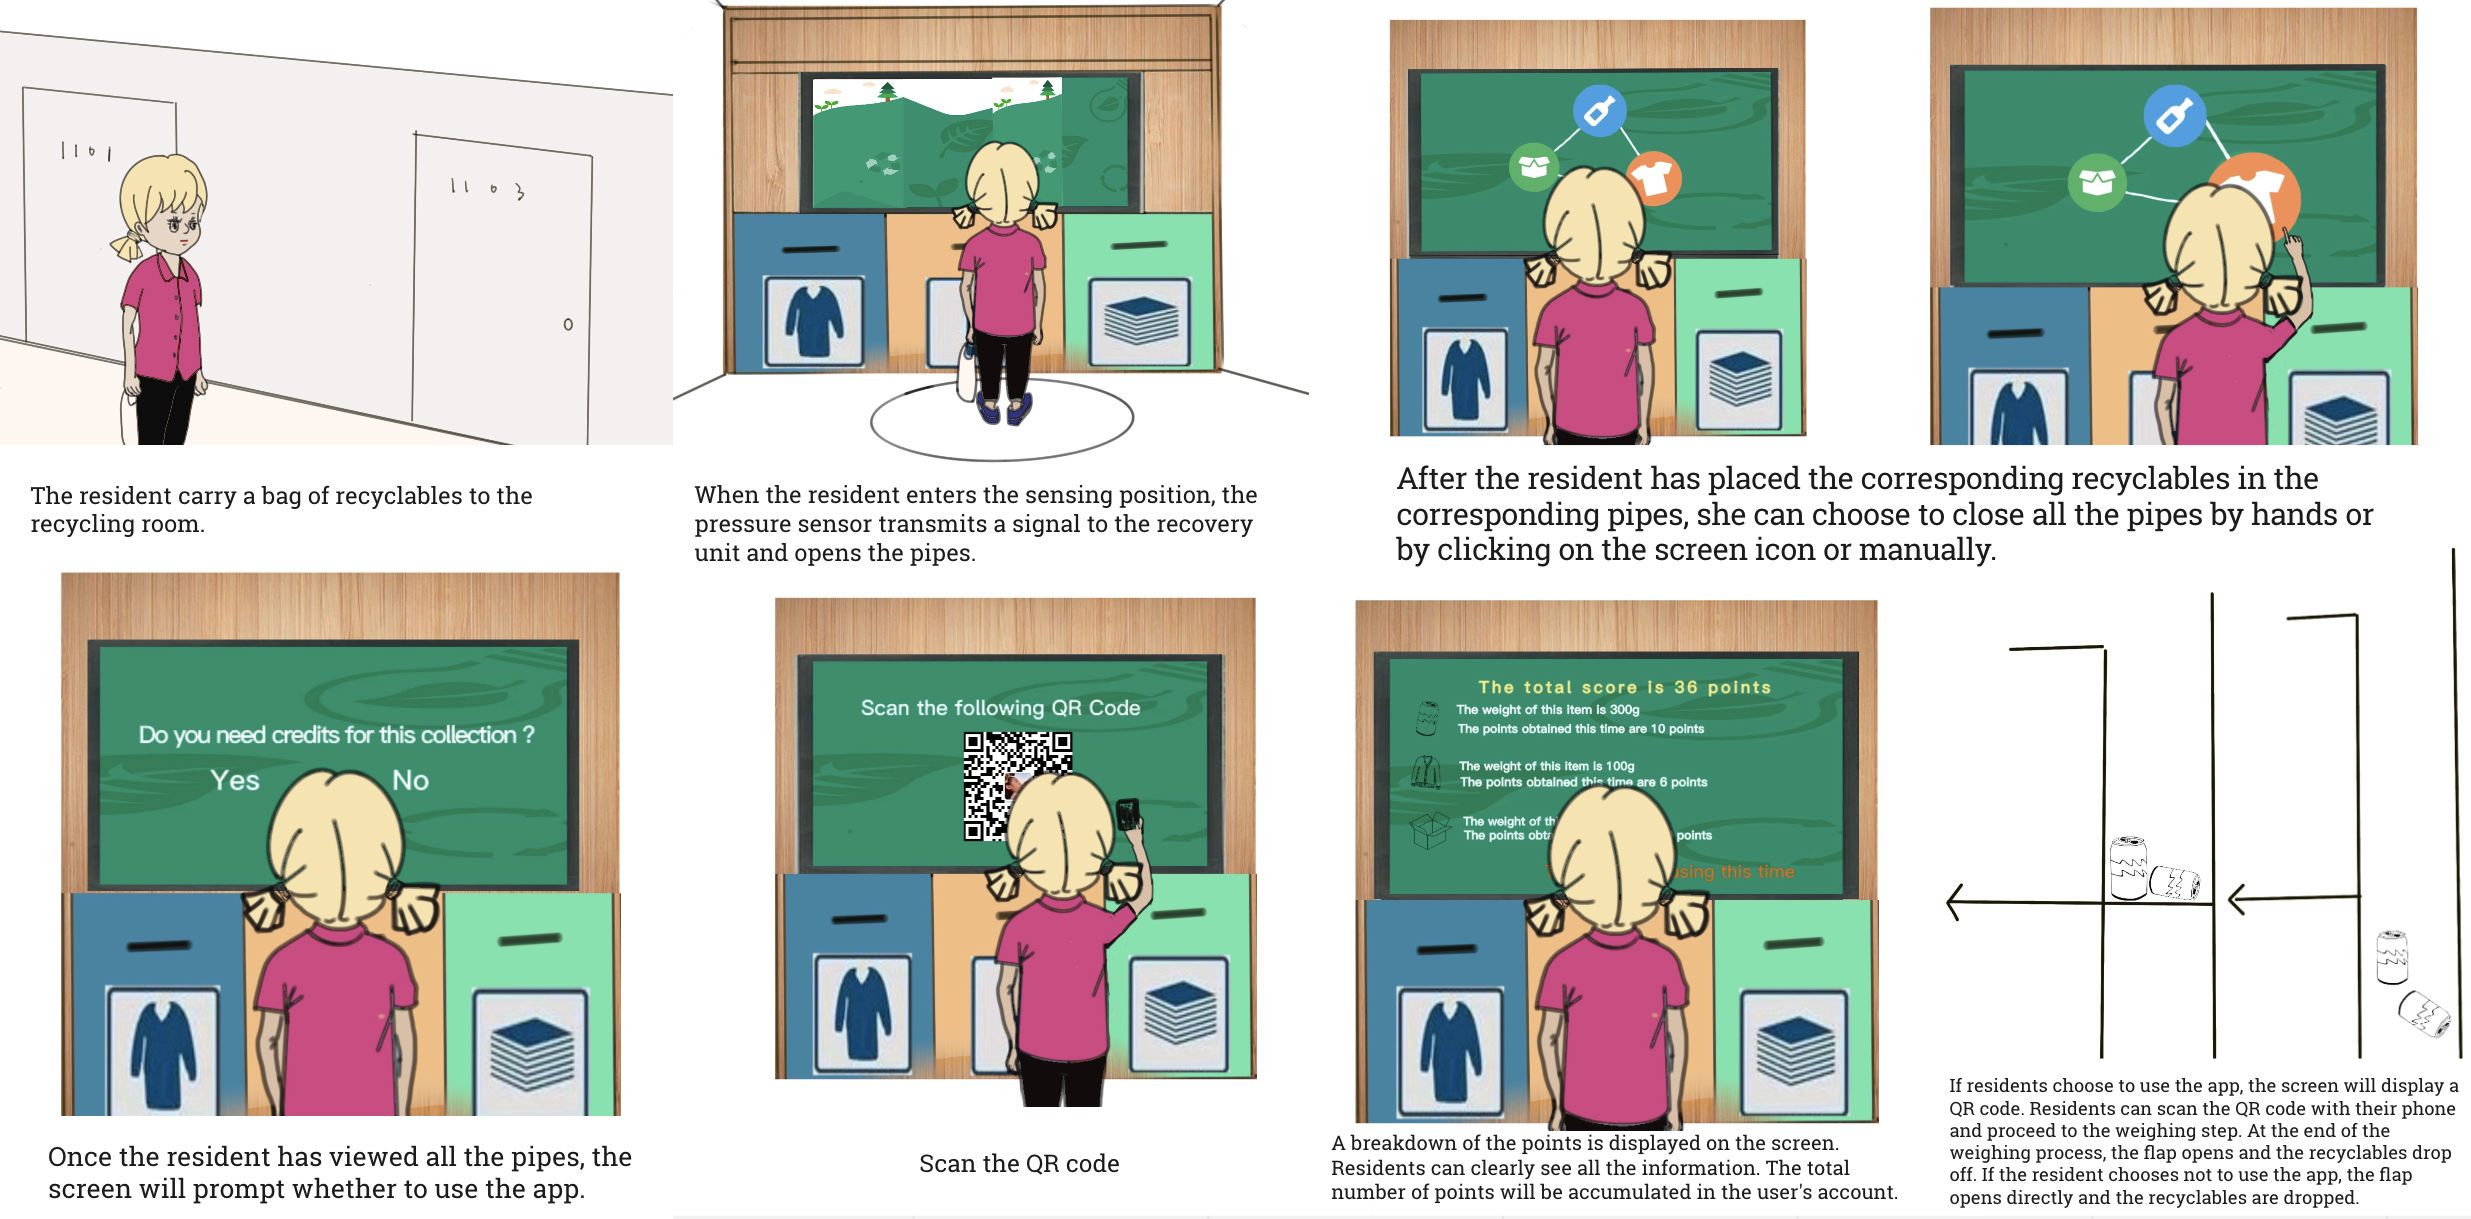 1101
1103
The resident carry a bag of recyclables to the
recycling room.
When the resident enters the sensing position, the
pressure sensor transmits a signal to the recovery
unit and opens the pipes.
After the resident has placed the corresponding recyclables in the
corresponding pipes, she can choose to close all the pipes by hands or
by clicking on the screen icon or manually.
Do you need credits for this collection ?
Yes No
Once the resident has viewed all the pipes, the
screen will prompt whether to use the app.
Scan the following QR Code
Scan the QR code
The total score is 36 points
The weight of this item is 300g
The points obtained this time are 10 points
The weight of this item is 100g
The points obtained this time are 6 points
The weight of
The points points
this time
A breakdown of the points is displayed on the screen.
Residents can clearly see all the information. The total
number of points will be accumulated in the user's account.
If residents choose to use the app, the screen will display a
QR code. Residents can scan the QR code with their phone
and proceed to the weighing step. At the end of the
weighing process, the flap opens and the recyclables drop
off. If the resident chooses not to use the app, the flap
opens directly and the recyclables are dropped.